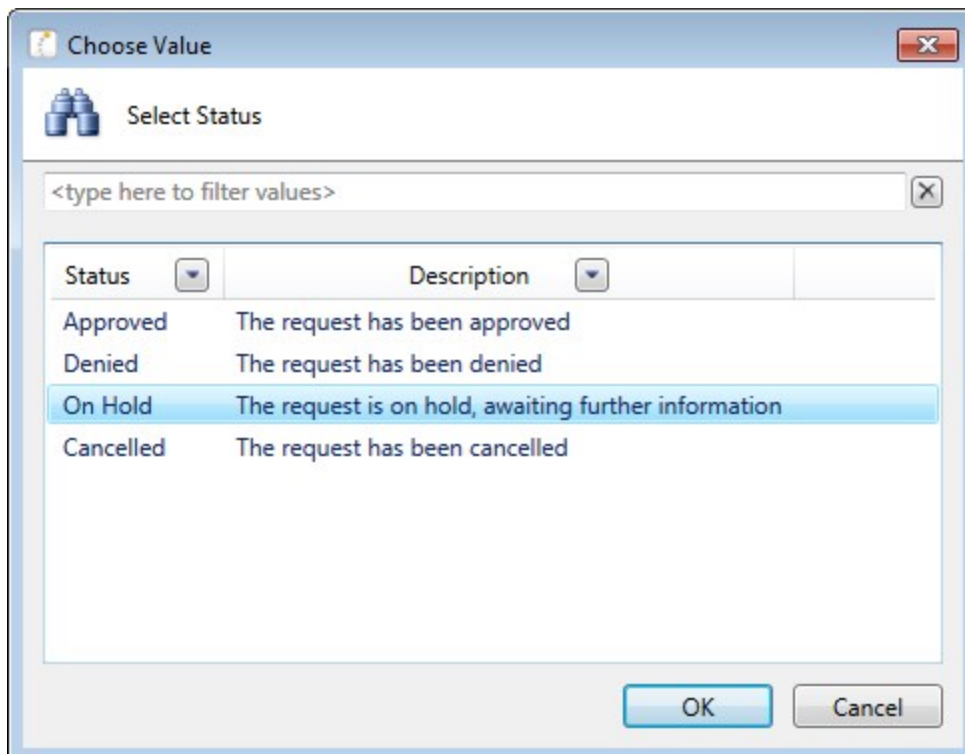 Choose Value
Select Status
<type here to filter values>
Status Description
Approved The request has been approved
Denied The request has been denied
On Hold The request is on hold, awaiting further information
Cancelled The request has been cancelled
OK Cancel